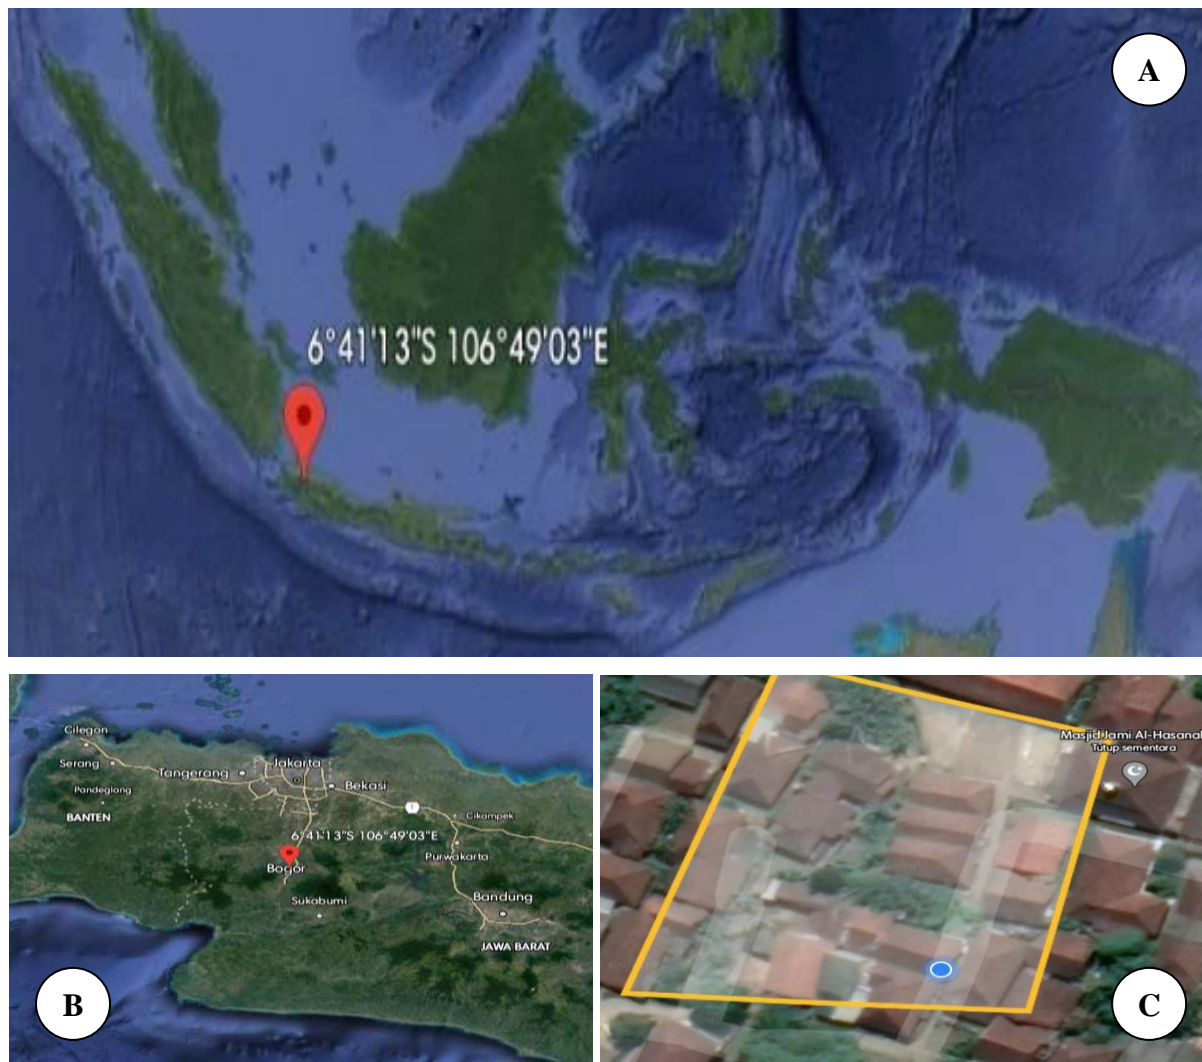 A
6°41'13"S 106°49'03"E
Cilegon
Serang
Tangerang
Jakarta
Bekasi
Pandeglang
BANTEN
1
Cikampek
6°41'13"S 106°49'03"E
Purwakarta
Bogor
Sukabumi
Bandung
JAWA BARAT
B
Masjid Jami Al-Hasanah
Tutup sementara
C